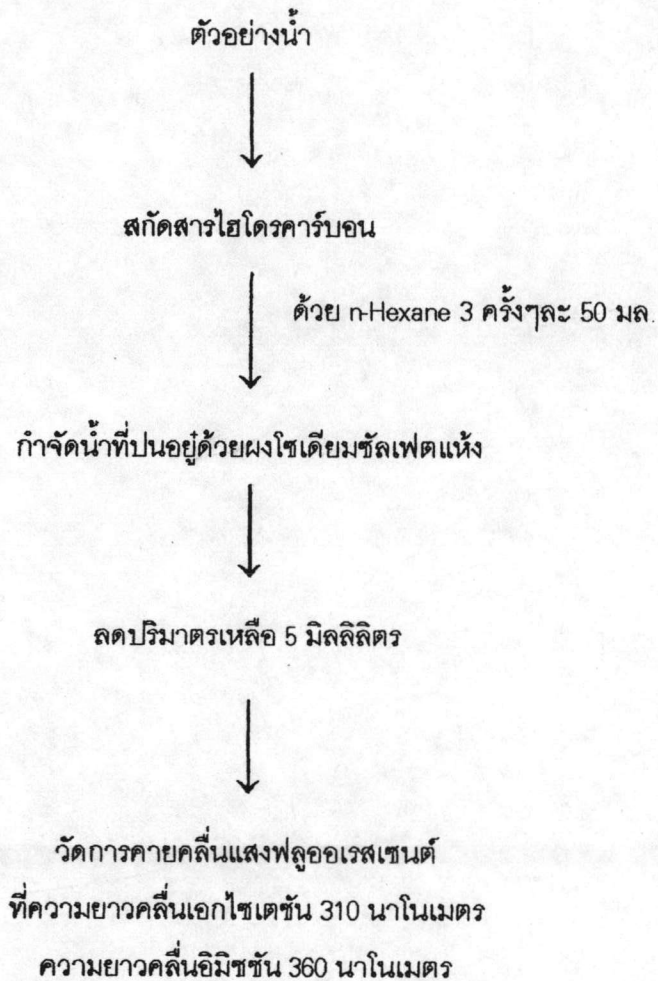 ตัวอย่างน้ำ
สกัดสารไฮโดรคาร์บอน
ด้วย n-Hexane 3 ครั้งๆละ 50 มล.
กำจัดน้ำที่ปนอยู่ด้วยผงโซเดียมซัลเฟตแห้ง
ลดปริมาตรเหลือ 5 มิลลิลิตร
วัดการคายคลื่นแสงฟลูออเรสเซนต์
ที่ความยาวคลื่นเอกไซเตชัน 310 นาโนเมตร
ความยาวคลื่นอิมิชชัน 360 นาโนเมตร